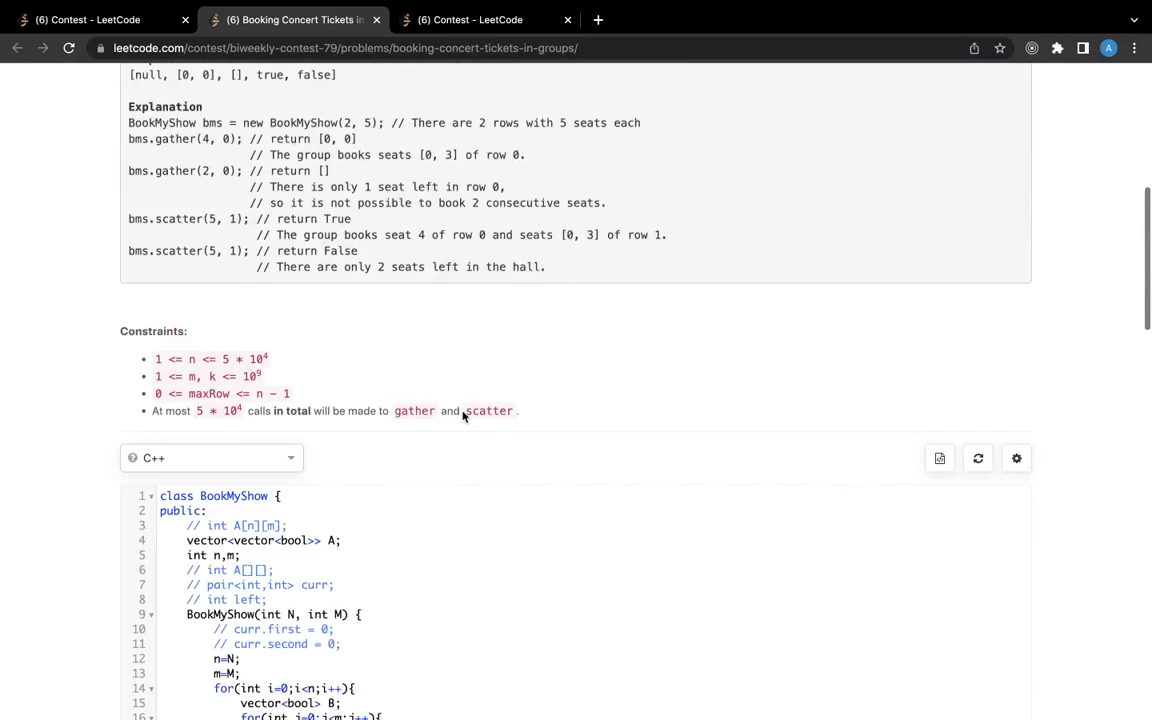 (6) Contest - LeetCode
(6) Booking Concert Tickets in
(6) Contest - LeetCode
leetcode.com/contest/biweekly-contest-79/problems/booking-concert-tickets-in-groups/
A
[null, [0, 0], [], true, false]
Explanation
BookMyShow bms = new BookMyShow(2, 5); // There are 2 rows with 5 seats each
bms.gather(4, 0); // return [0, 0]
// The group books seats [0, 3] of row 0.
bms.gather(2, 0); // return []
// There is only 1 seat left in row 0,
// so it is not possible to book 2 consecutive seats.
bms.scatter(5, 1); // return True
// The group books seat 4 of row 0 and seats [0, 3] of row 1.
bms.scatter(5, 1); // return False
// There are only 2 seats left in the hall.
Constraints:
• 1 <= n <= 5 * 10⁴
• 1 <= m, k <= 10⁹
• 0 <= maxRow <= n - 1
• At most 5 * 10⁴ calls in total will be made to gather and scatter.
C++
1 class BookMyShow {
2 public:
3 // int A[n][m];
4 vector<vector<bool>> A;
5 int n,m;
6 // int A[][];
7 // pair<int,int> curr;
8 // int left;
9 BookMyShow(int N, int M) {
10 // curr.first = 0;
11 // curr.second = 0;
12 n=N;
13 m=M;
14 for(int i=0;i<n;i++){
15 vector<bool> B;
16 for(int j=0;j<m;j++){